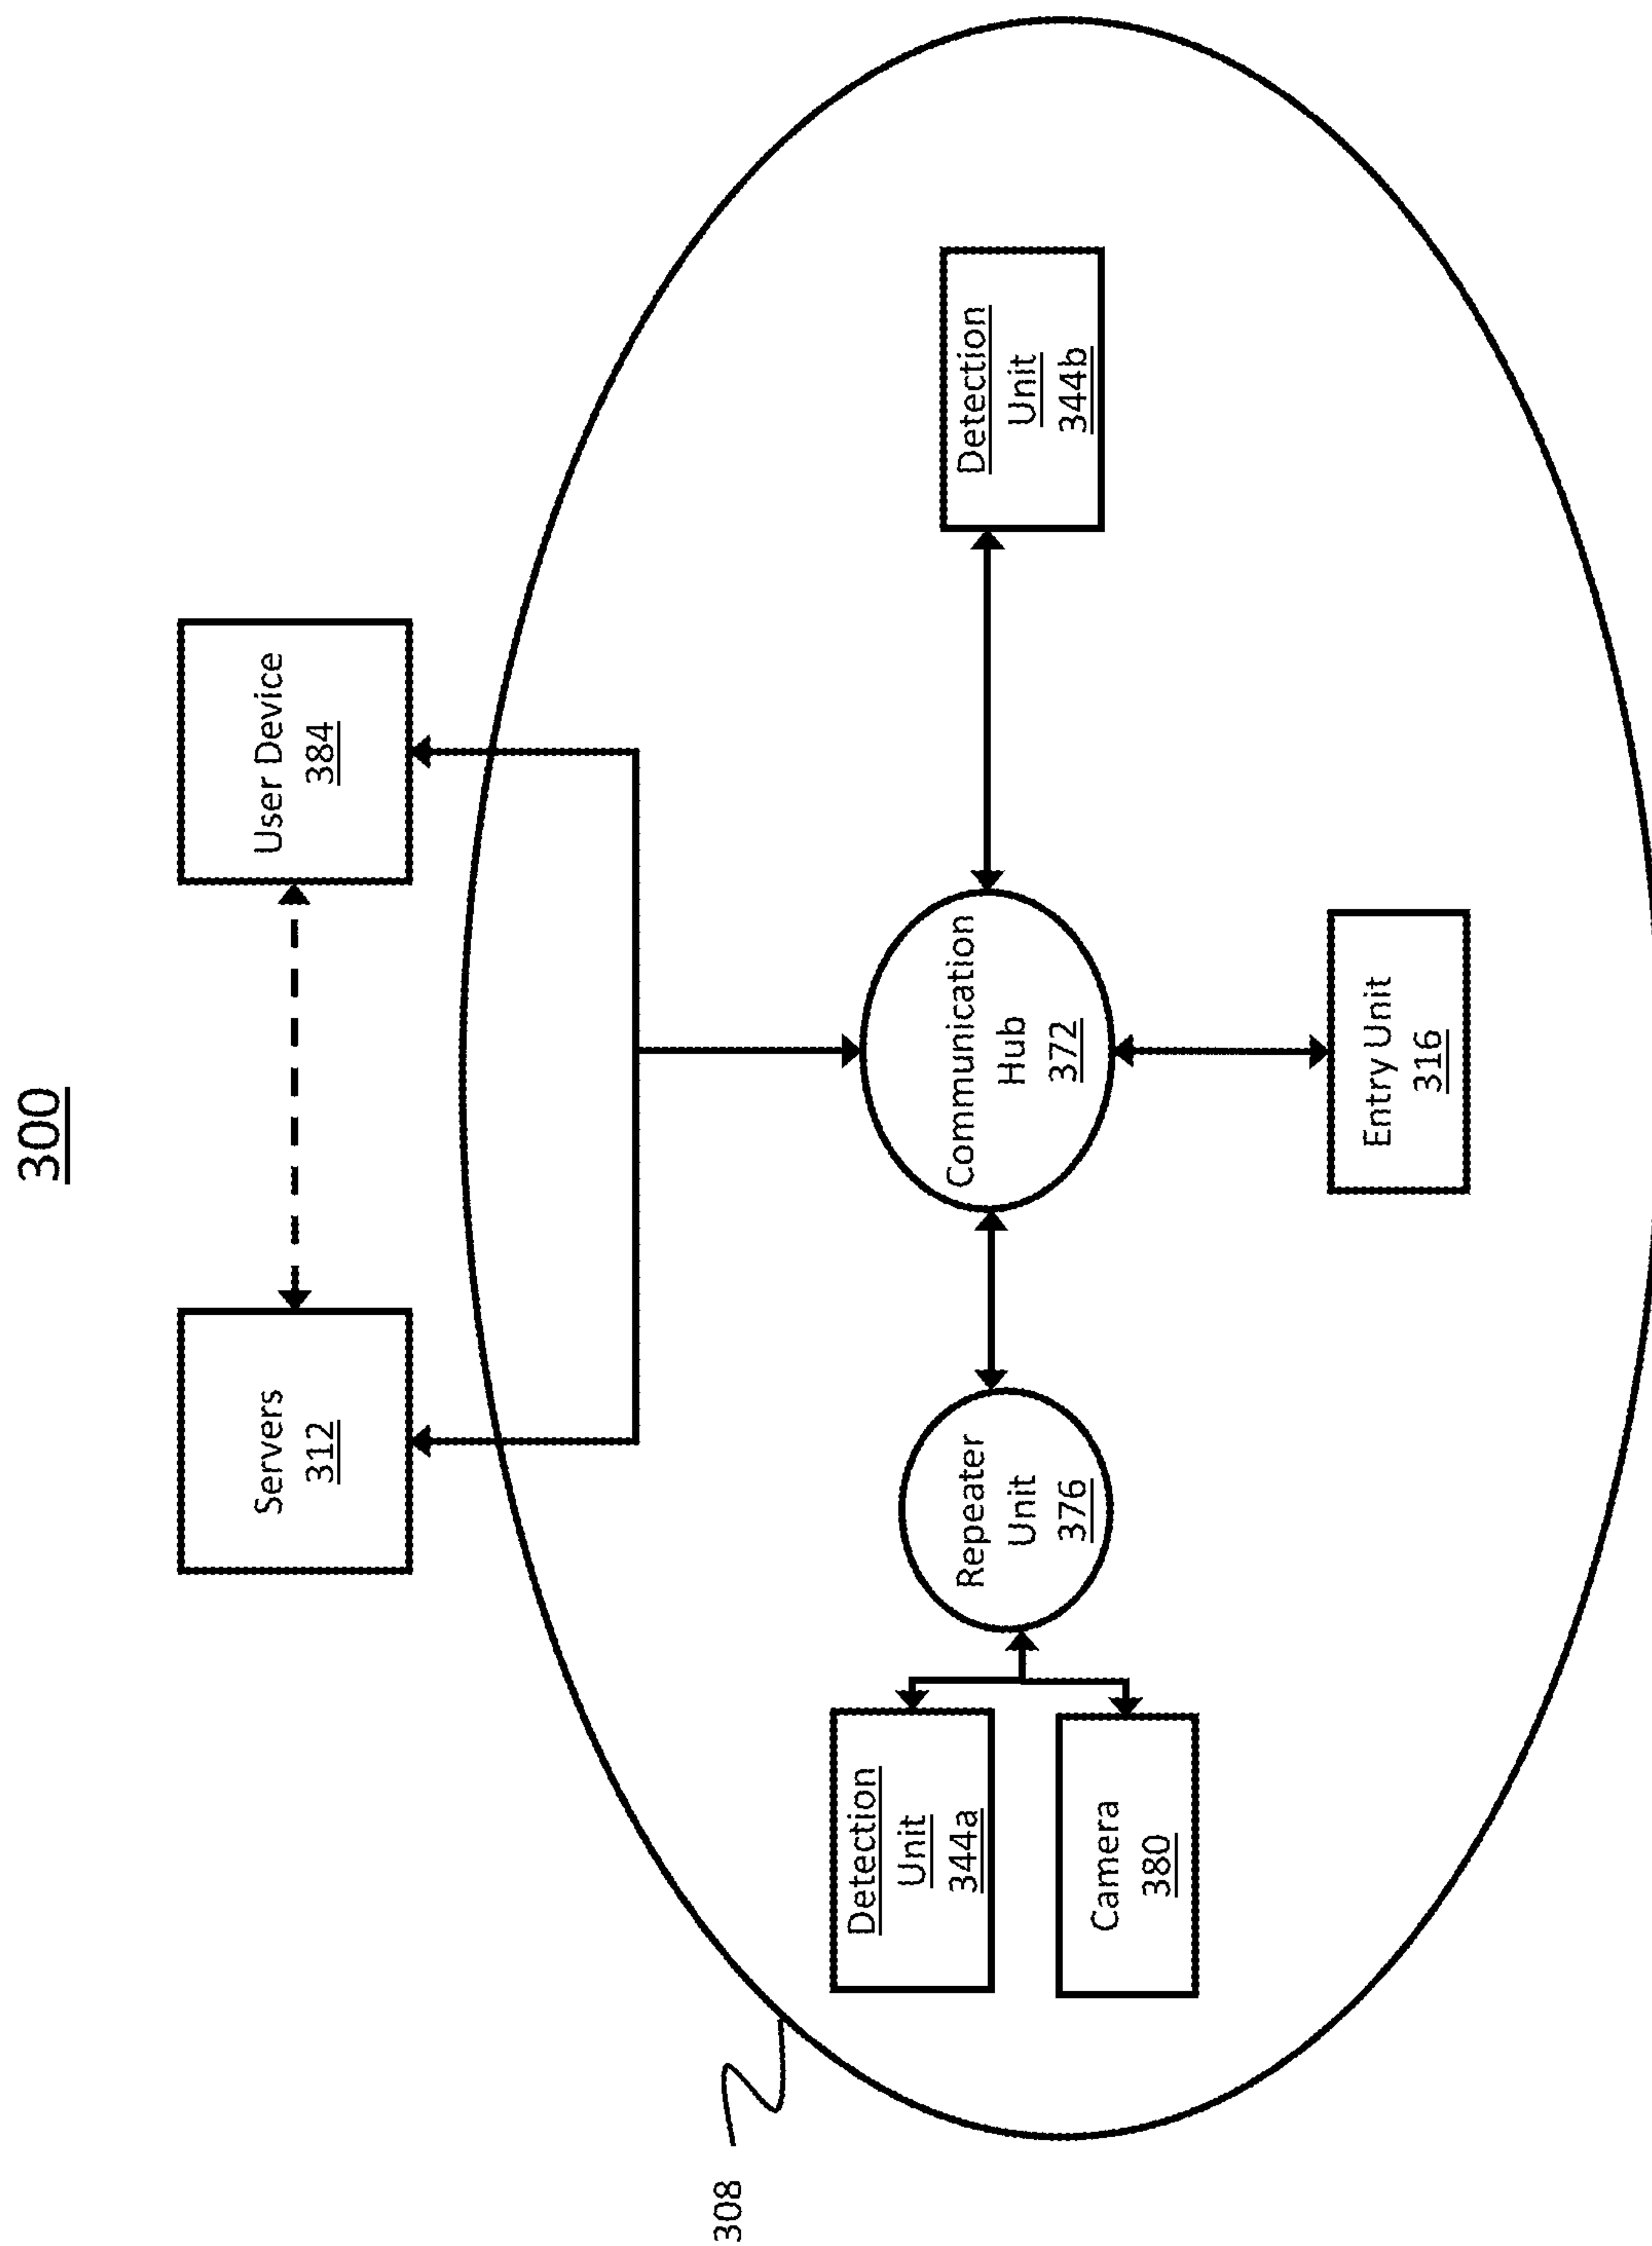 300
Servers
312
User Device
384
308
Detection
Unit
344a
Camera
380
Repeater
Unit
376
Communication
Hub
372
Detection
Unit
344b
Entry Unit
316